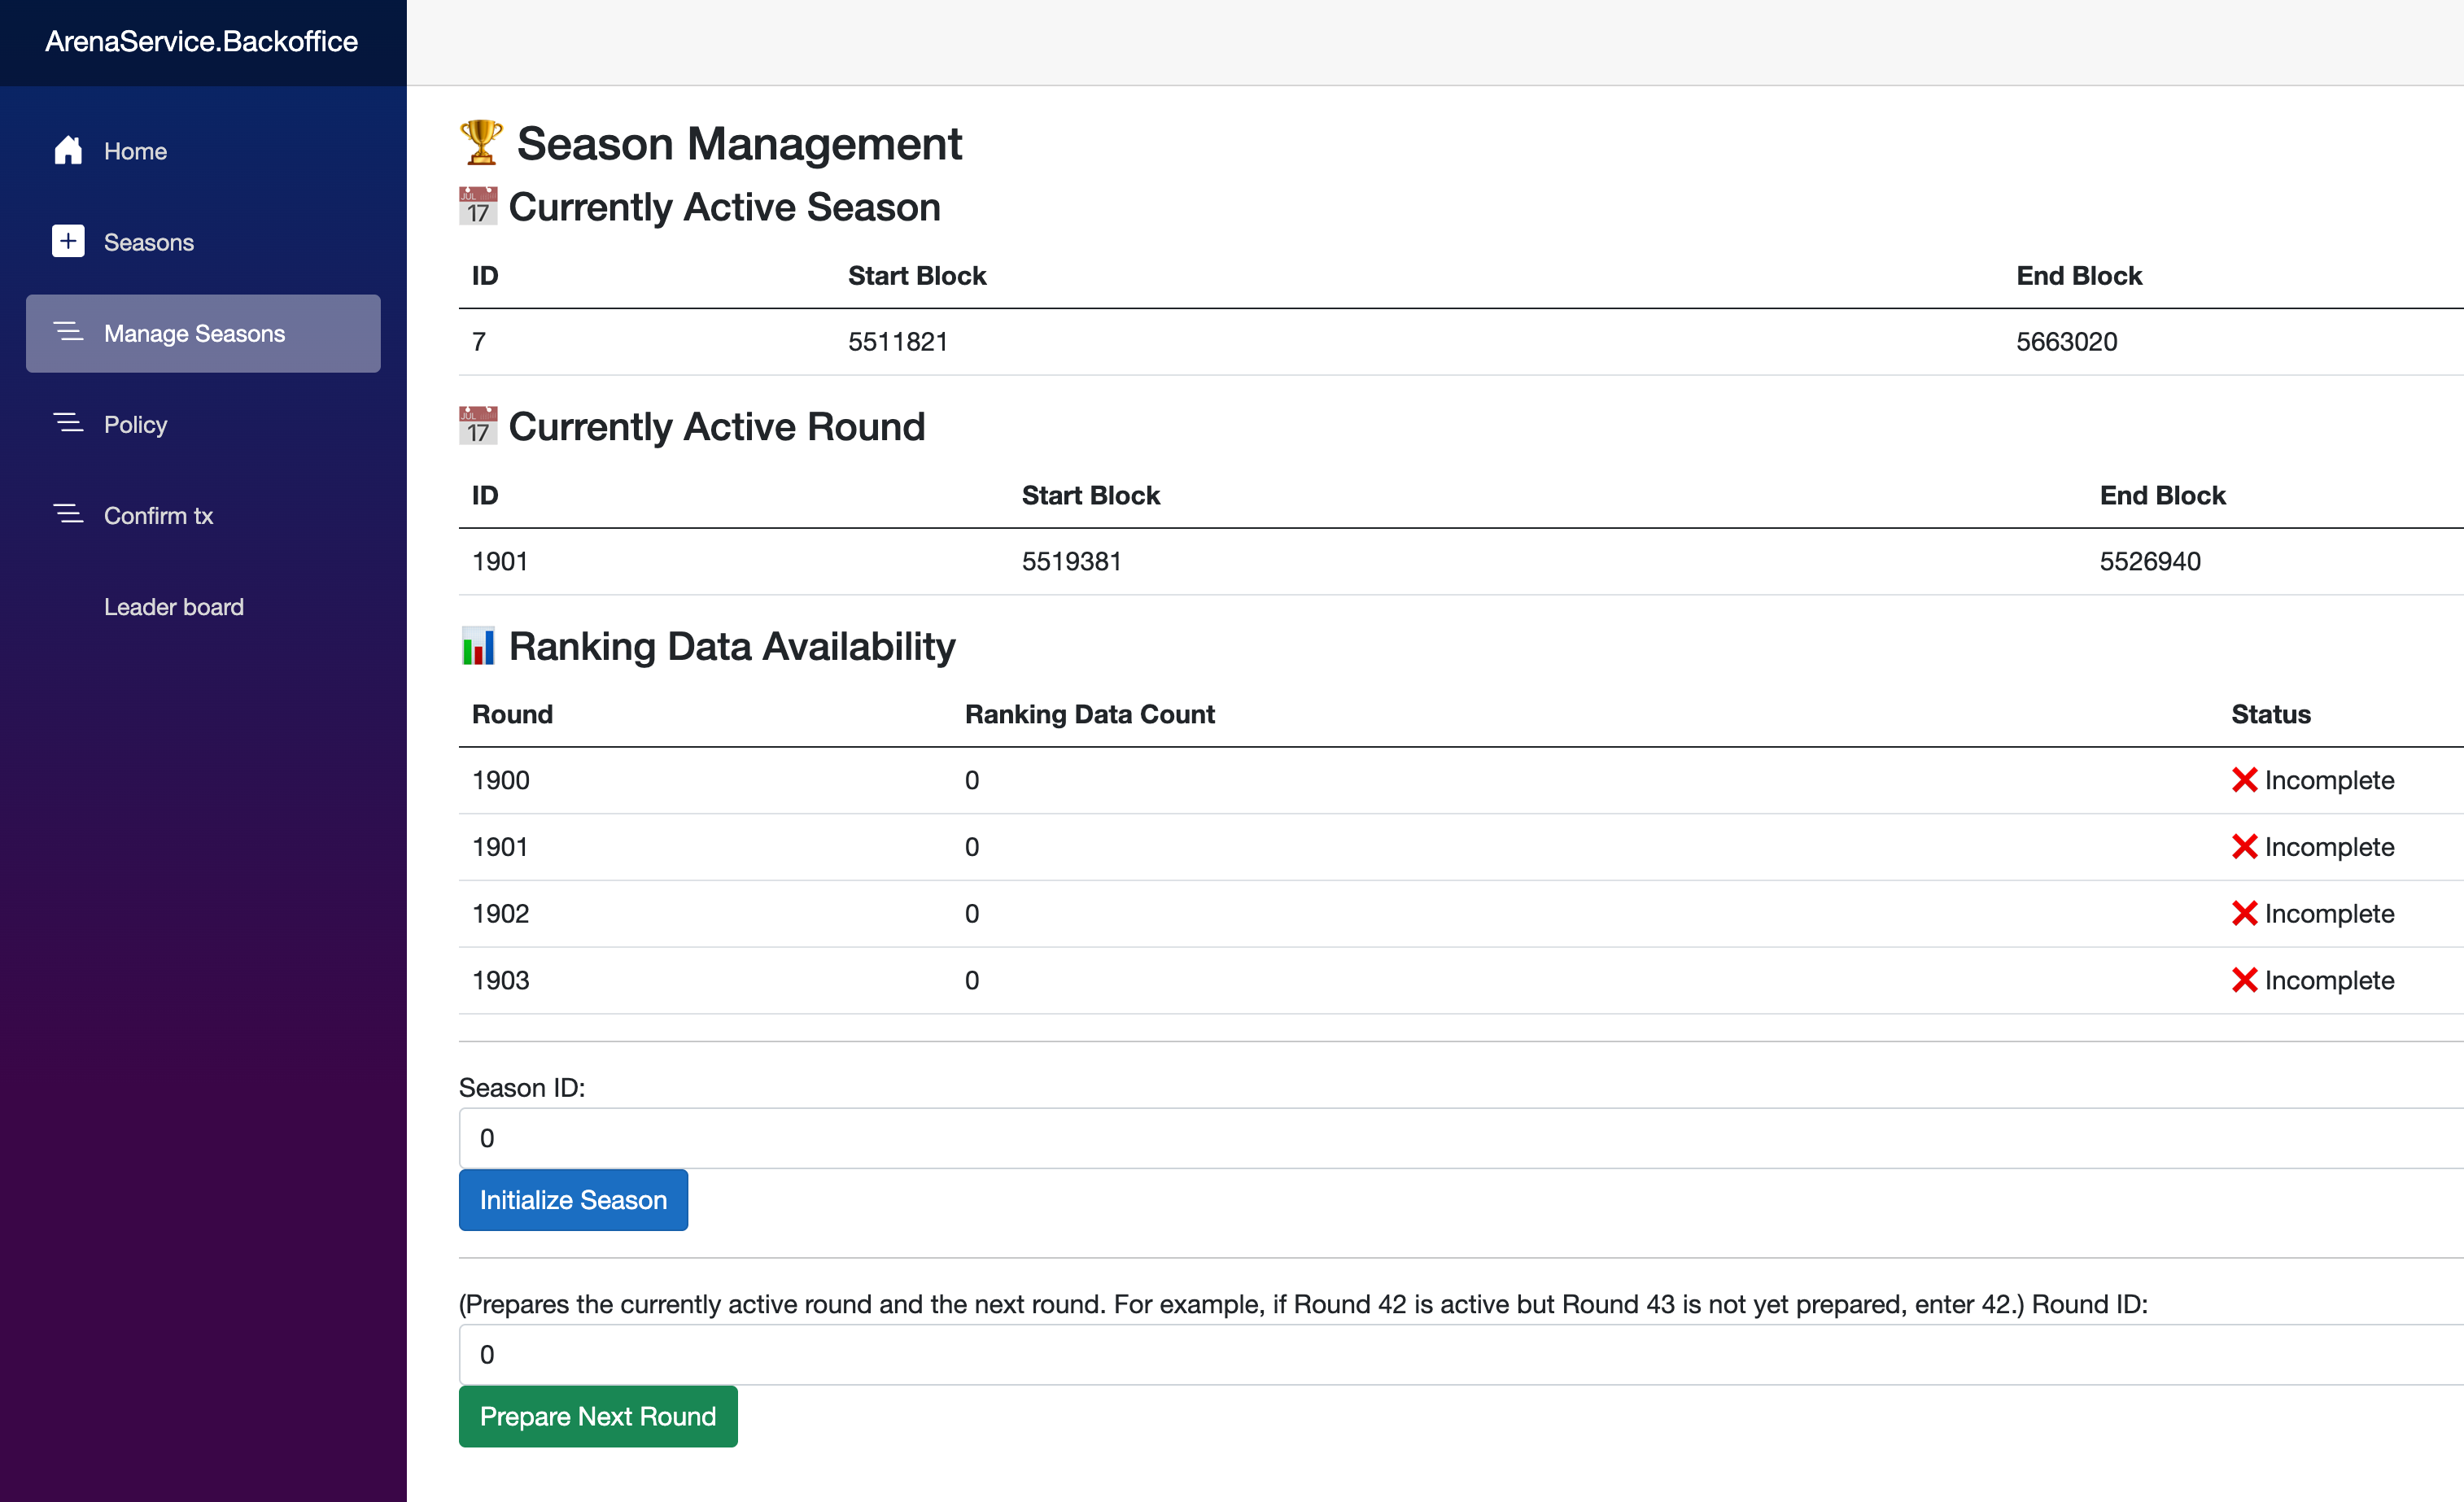 ArenaService.Backoffice
Home
Seasons
Manage Seasons
Policy
Confirm tx
Leader board
🏆 Season Management
📅 Currently Active Season
ID Start Block End Block
7 5511821 5663020
📅 Currently Active Round
ID Start Block End Block
1901 5519381 5526940
📊 Ranking Data Availability
Round Ranking Data Count Status
1900 0 ❌ Incomplete
1901 0 ❌ Incomplete
1902 0 ❌ Incomplete
1903 0 ❌ Incomplete
Season ID:
0
Initialize Season
(Prepares the currently active round and the next round. For example, if Round 42 is active but Round 43 is not yet prepared, enter 42.) Round ID:
0
Prepare Next Round